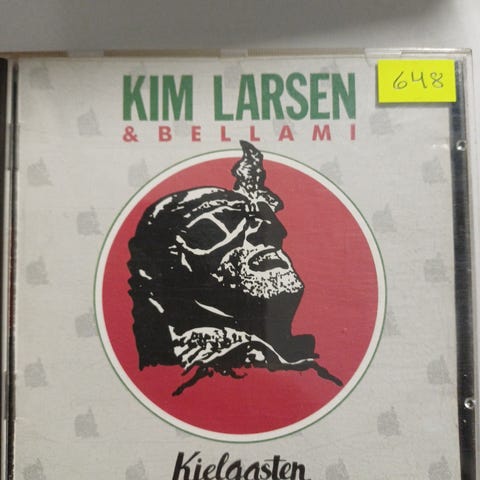 KIM LARSEN
& BELLAMI
648
Kielgasten